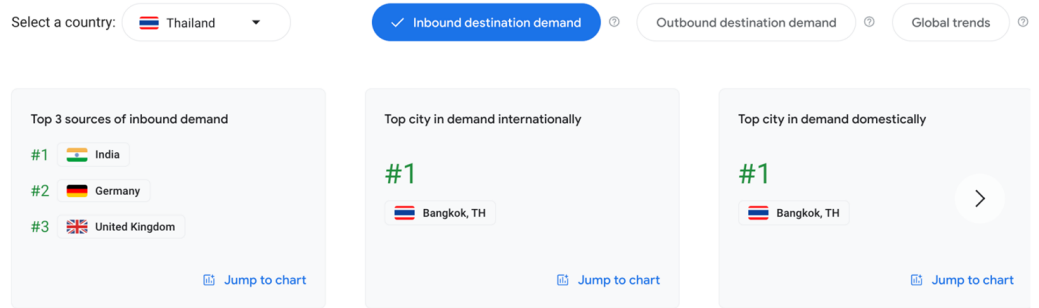 Select a country: Thailand
Inbound destination demand
Outbound destination demand
Global trends
Top 3 sources of inbound demand
#1 India
#2 Germany
#3 United Kingdom
Jump to chart
Top city in demand internationally
#1
Bangkok, TH
Jump to chart
Top city in demand domestically
#1
Bangkok, TH
Jump to chart